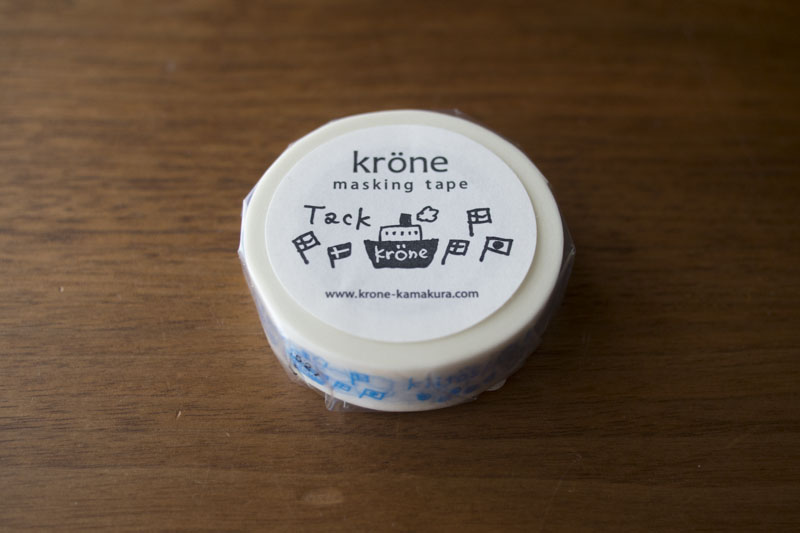 kröne
masking tape
Tack
kröne
www.krone-kamakura.com